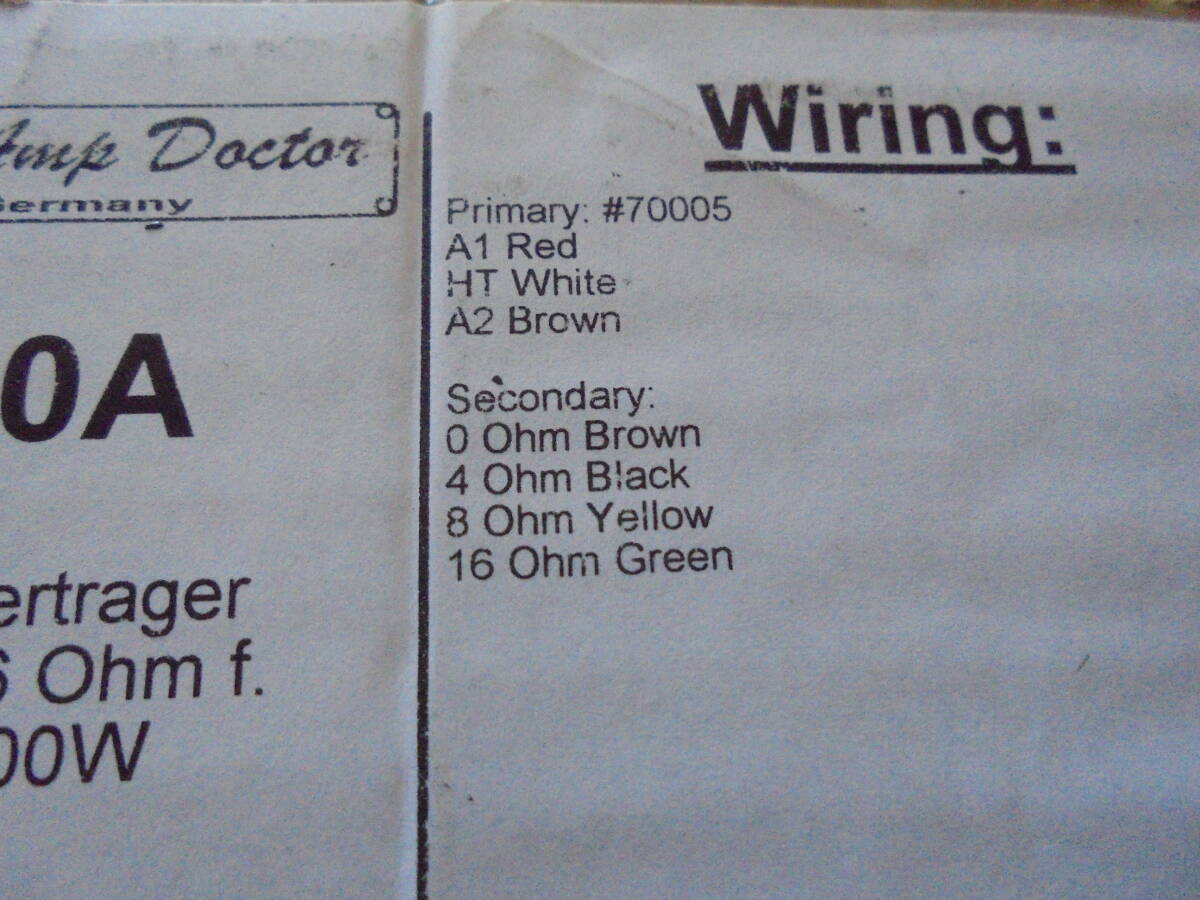 Amp Doctor
Germany
0A
ertrager
6 Ohm f.
00W
Wiring:
Primary: #70005
A1 Red
HT White
A2 Brown
Secondary:
0 Ohm Brown
4 Ohm Black
8 Ohm Yellow
16 Ohm Green